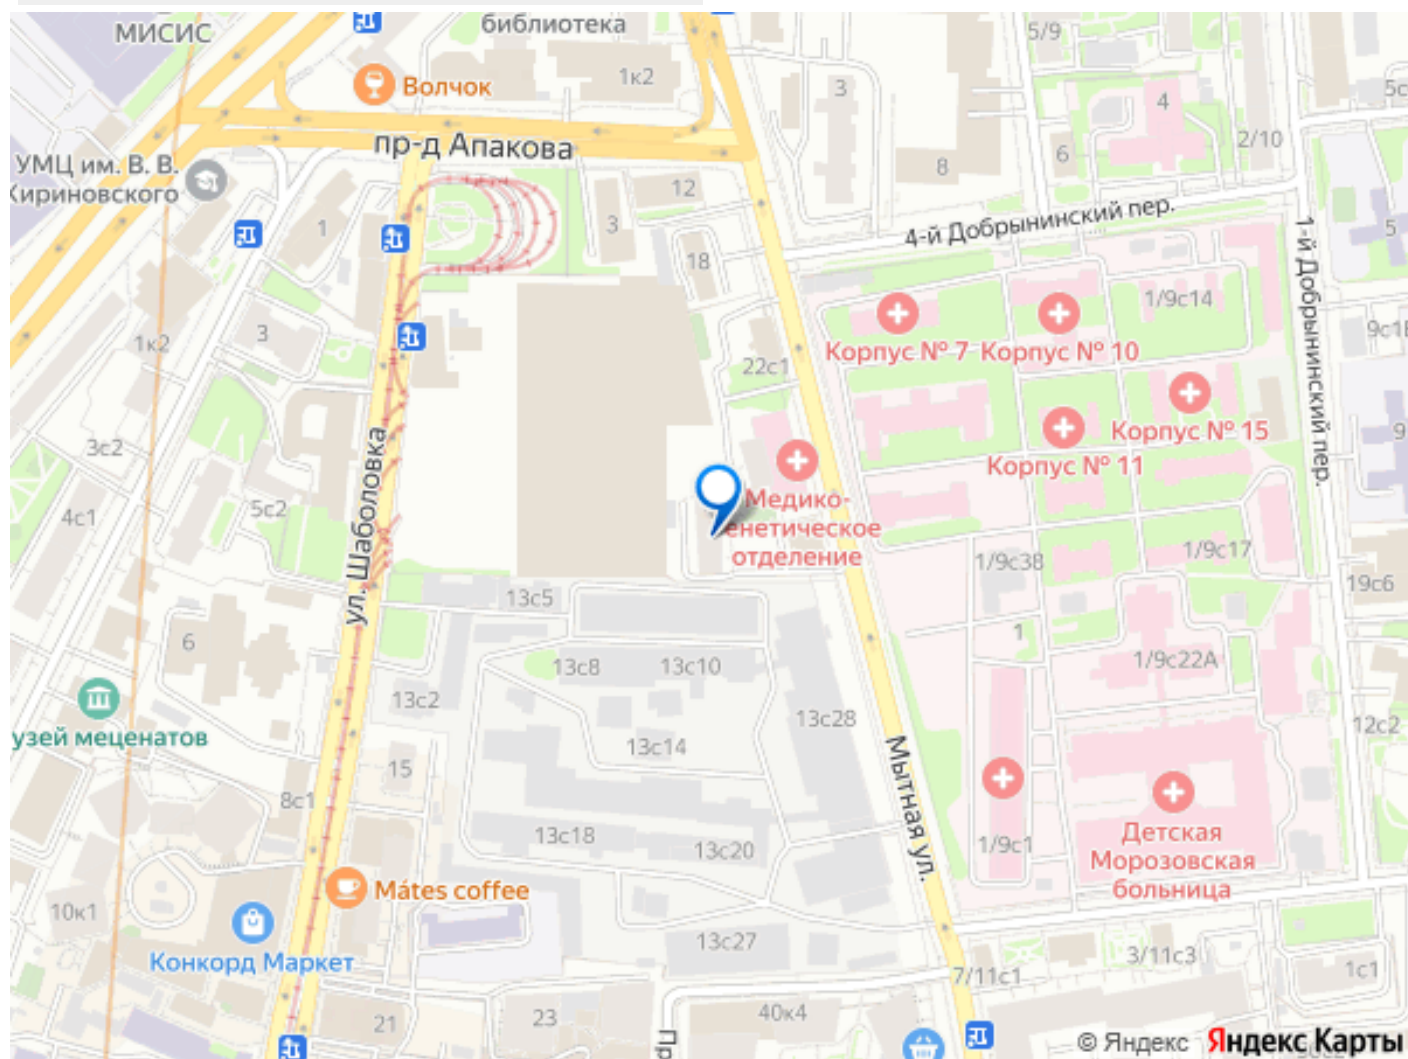 МИСИС
библиотека
5/9
Волчок
1к2
3
4
5с
пр-д Апакова
2/10
УМЦ им. В. В.
Жириновского
12
6
8
1
3
18
4-й Добрынинский пер.
1-й Добрынинский пер.
5
1/9с14
1к2
3
22с1
Корпус № 7
Корпус № 10
9с1
Корпус № 15
Корпус № 11
9
3с2
5с2
4с1
ул. Шаболовка
Медико-
генетическое
отделение
1/9с38
1/9с17
19с6
13с5
6
13с8
13с10
1
1/9с22А
13с2
13с28
12с2
узей меценатов
13с14
15
8с1
Мытная ул.
13с18
13с20
1/9с1
Детская
Морозовская
больница
Mátes coffee
10к1
13с27
Конкорд Маркет
7/11с1
3/11с3
1с1
21
23
40к4
Пр
© Яндекс Яндекс Карты